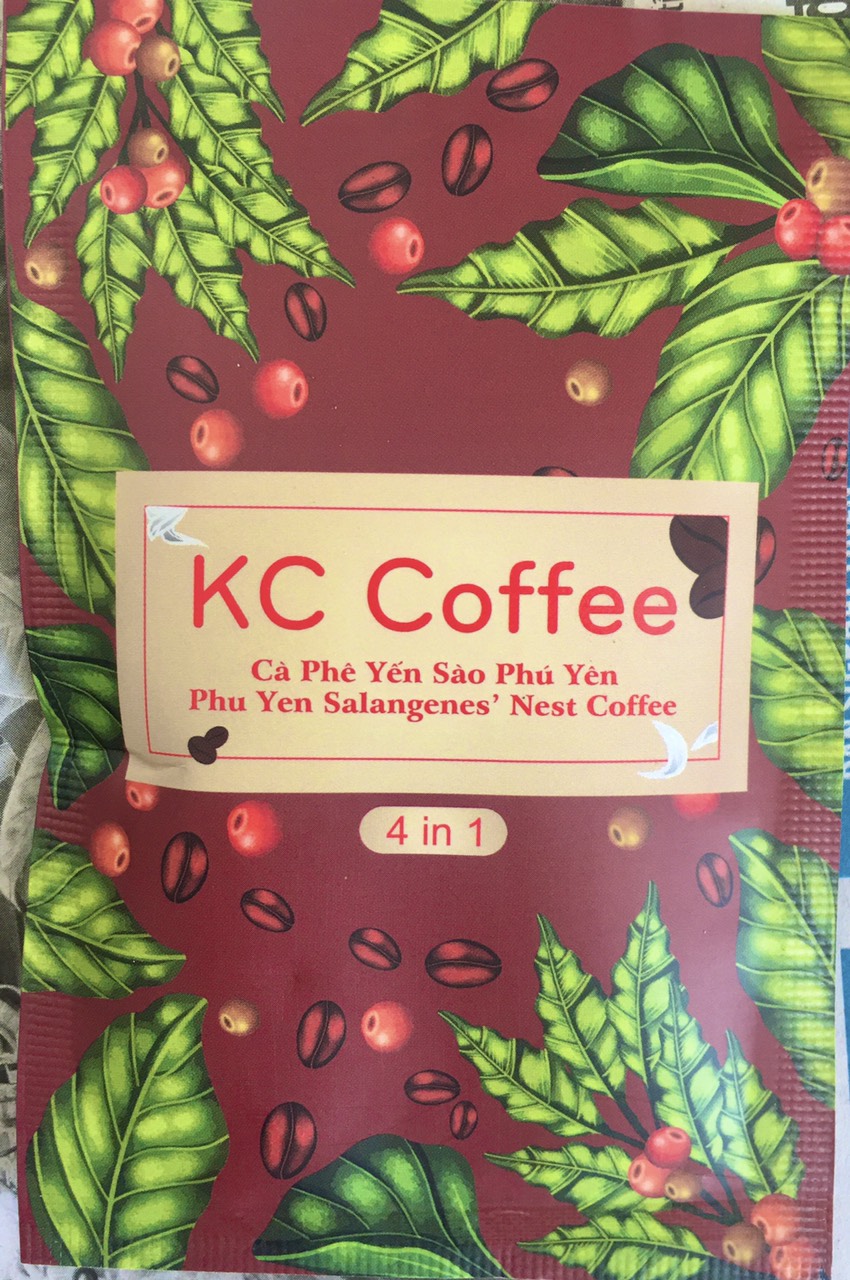 KC Coffee
Cà Phê Yến Sào Phú Yên
Phu Yen Salangenes’ Nest Coffee
4 in 1